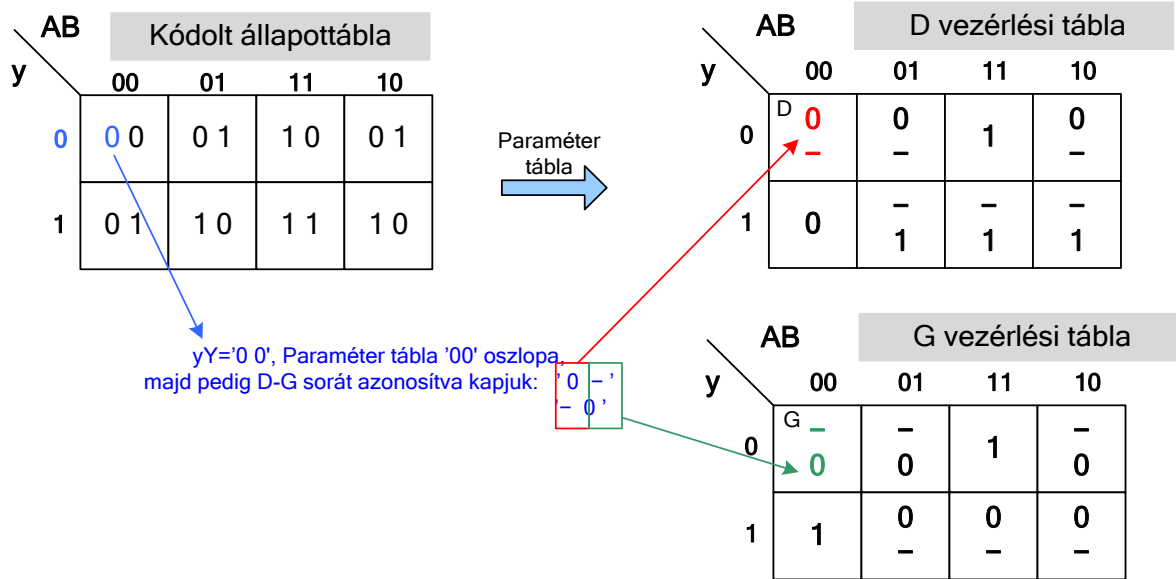 AB Kódolt állapottábla
y
00 01 11 10
0 0 0 0 1 1 0 0 1
1 0 1 1 0 1 1 1 0
Paraméter
tábla
AB D vezérlési tábla
y
00 01 11 10
D 0 0 1 0
0 – – –
1 0 – – –
1 1 1
yY='0 0', Paraméter tábla '00' oszlopa,
majd pedig D-G sorát azonosítva kapjuk: ' 0 – '
'– 0 '
AB G vezérlési tábla
y
00 01 11 10
G – – 1 –
0 0 0 0
1 1 0 0 0
– – –